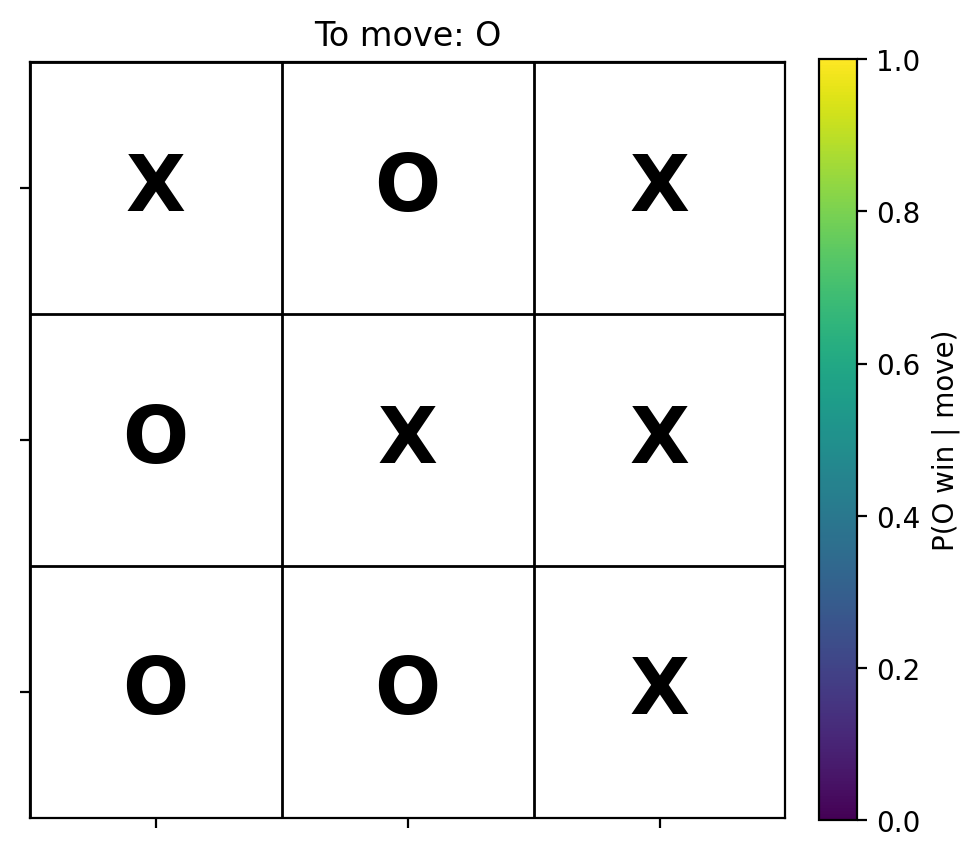 To move: O
X O X
O X X
O O X
1.0
0.8
0.6
0.4
0.2
0.0
P(O win | move)